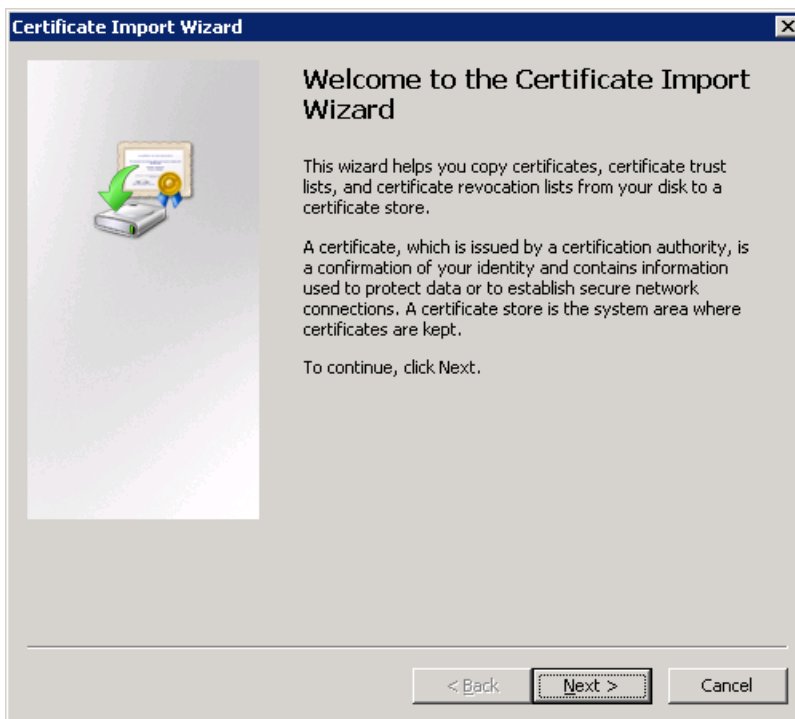 Certificate Import Wizard
Welcome to the Certificate Import
Wizard
This wizard helps you copy certificates, certificate trust
lists, and certificate revocation lists from your disk to a
certificate store.
A certificate, which is issued by a certification authority, is
a confirmation of your identity and contains information
used to protect data or to establish secure network
connections. A certificate store is the system area where
certificates are kept.
To continue, click Next.
< Back
Next >
Cancel